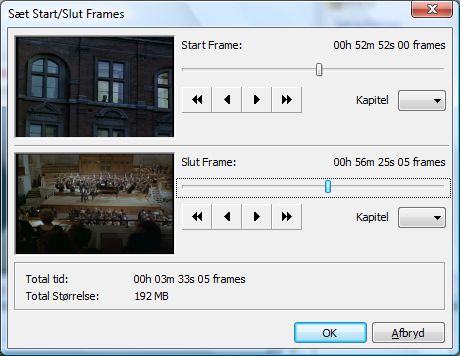 Sæt Start/Slut Frames
Start Frame: 00h 52m 52s 00 frames
Kapitel
Slut Frame: 00h 56m 25s 05 frames
Kapitel
Total tid: 00h 03m 33s 05 frames
Total Størrelse: 192 MB
OK Afbryd